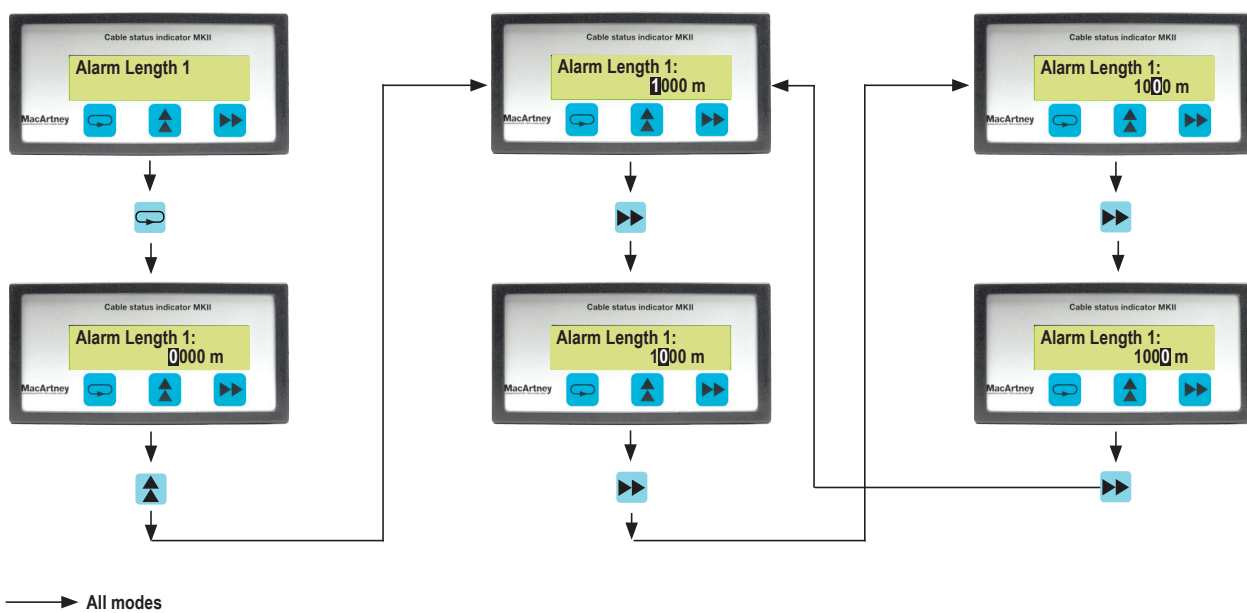 Cable status indicator MKII
Alarm Length 1
MacArtney
Cable status indicator MKII
Alarm Length 1:
1000 m
MacArtney
Cable status indicator MKII
Alarm Length 1:
1000 m
MacArtney
Cable status indicator MKII
Alarm Length 1:
0000 m
MacArtney
Cable status indicator MKII
Alarm Length 1:
1000 m
MacArtney
Cable status indicator MKII
Alarm Length 1:
1000 m
MacArtney
All modes